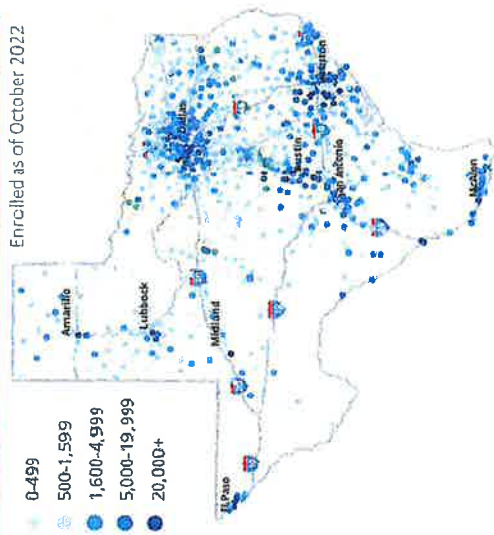 Enrolled as of October 2022
0-499
500-1,599
1,600-4,999
5,000-19,999
20,000+
Amarillo
Lubbock
Midland
El Paso
Dallas
Austin
Houston
San Antonio
McAllen